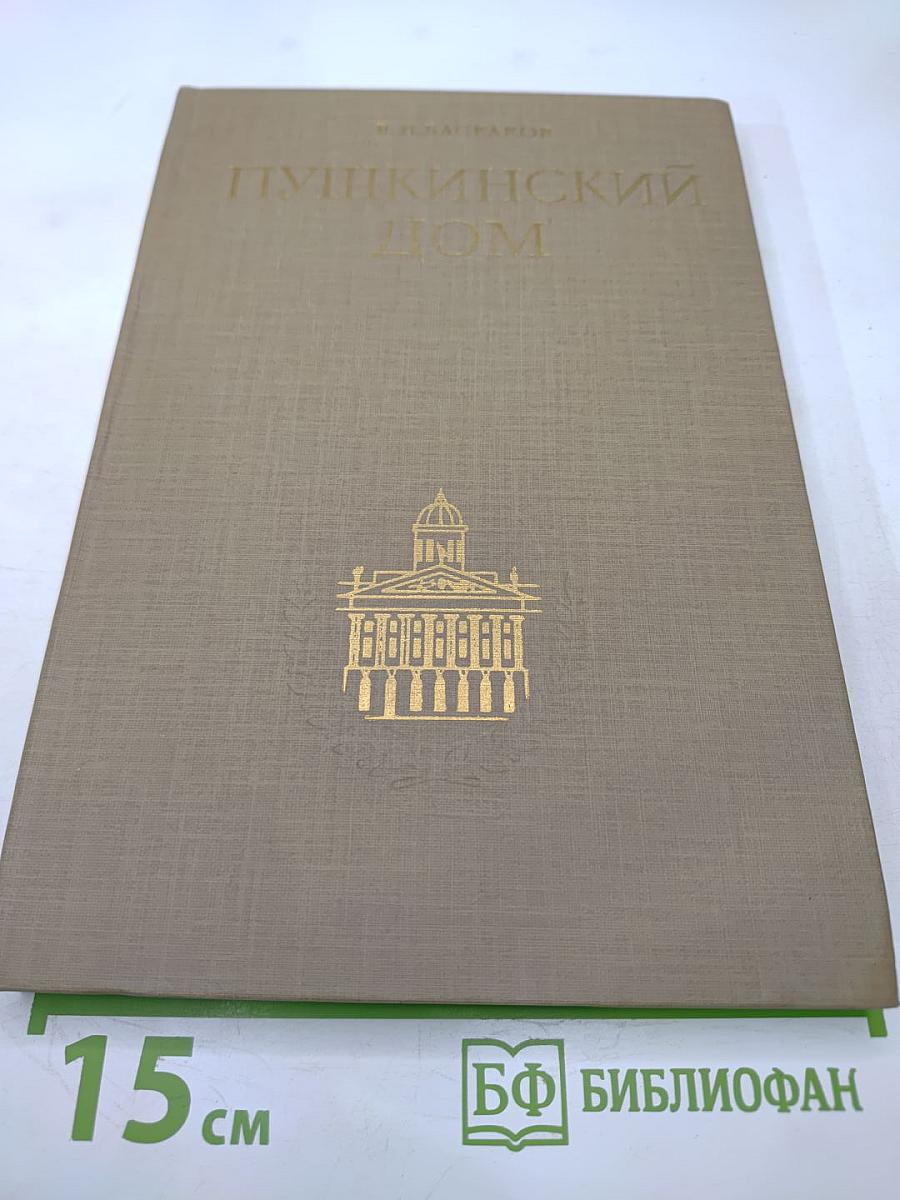 В. Н. БАСКАКОВ
ПУШКИНСКИЙ
ДОМ
15 см
БФ БИБЛИОФАН